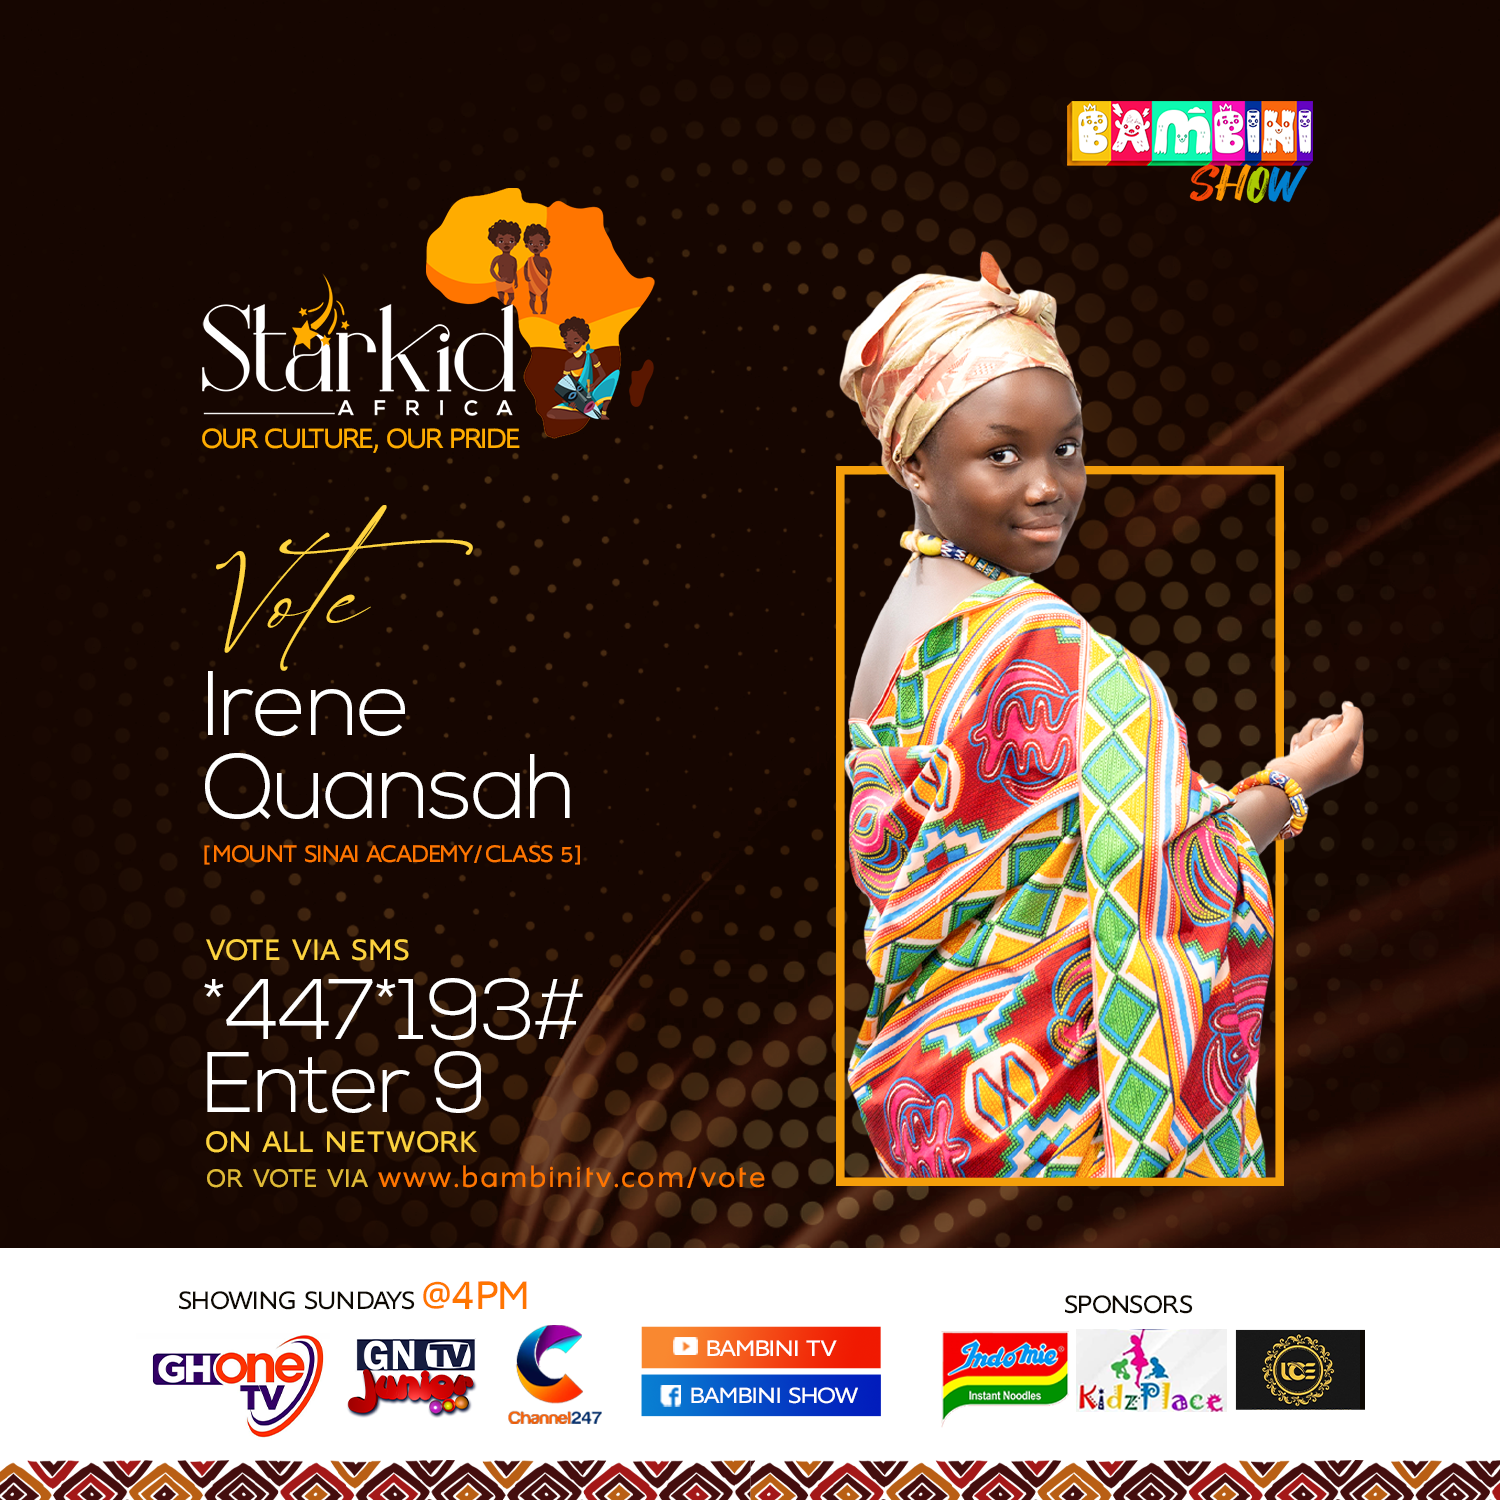 BAMBINI
SHOW
Starkid
AFRICA
OUR CULTURE, OUR PRIDE
Vote
Irene
Quansah
[MOUNT SINAI ACADEMY/CLASS 5]
VOTE VIA SMS
*447*193#
Enter 9
ON ALL NETWORK
OR VOTE VIA www.bambinitv.com/vote
SHOWING SUNDAYS @4PM
GHOne
TV
GN TV
Junior
Channel247
BAMBINI TV
BAMBINI SHOW
SPONSORS
Indomie
Instant Noodles
KidzPlace